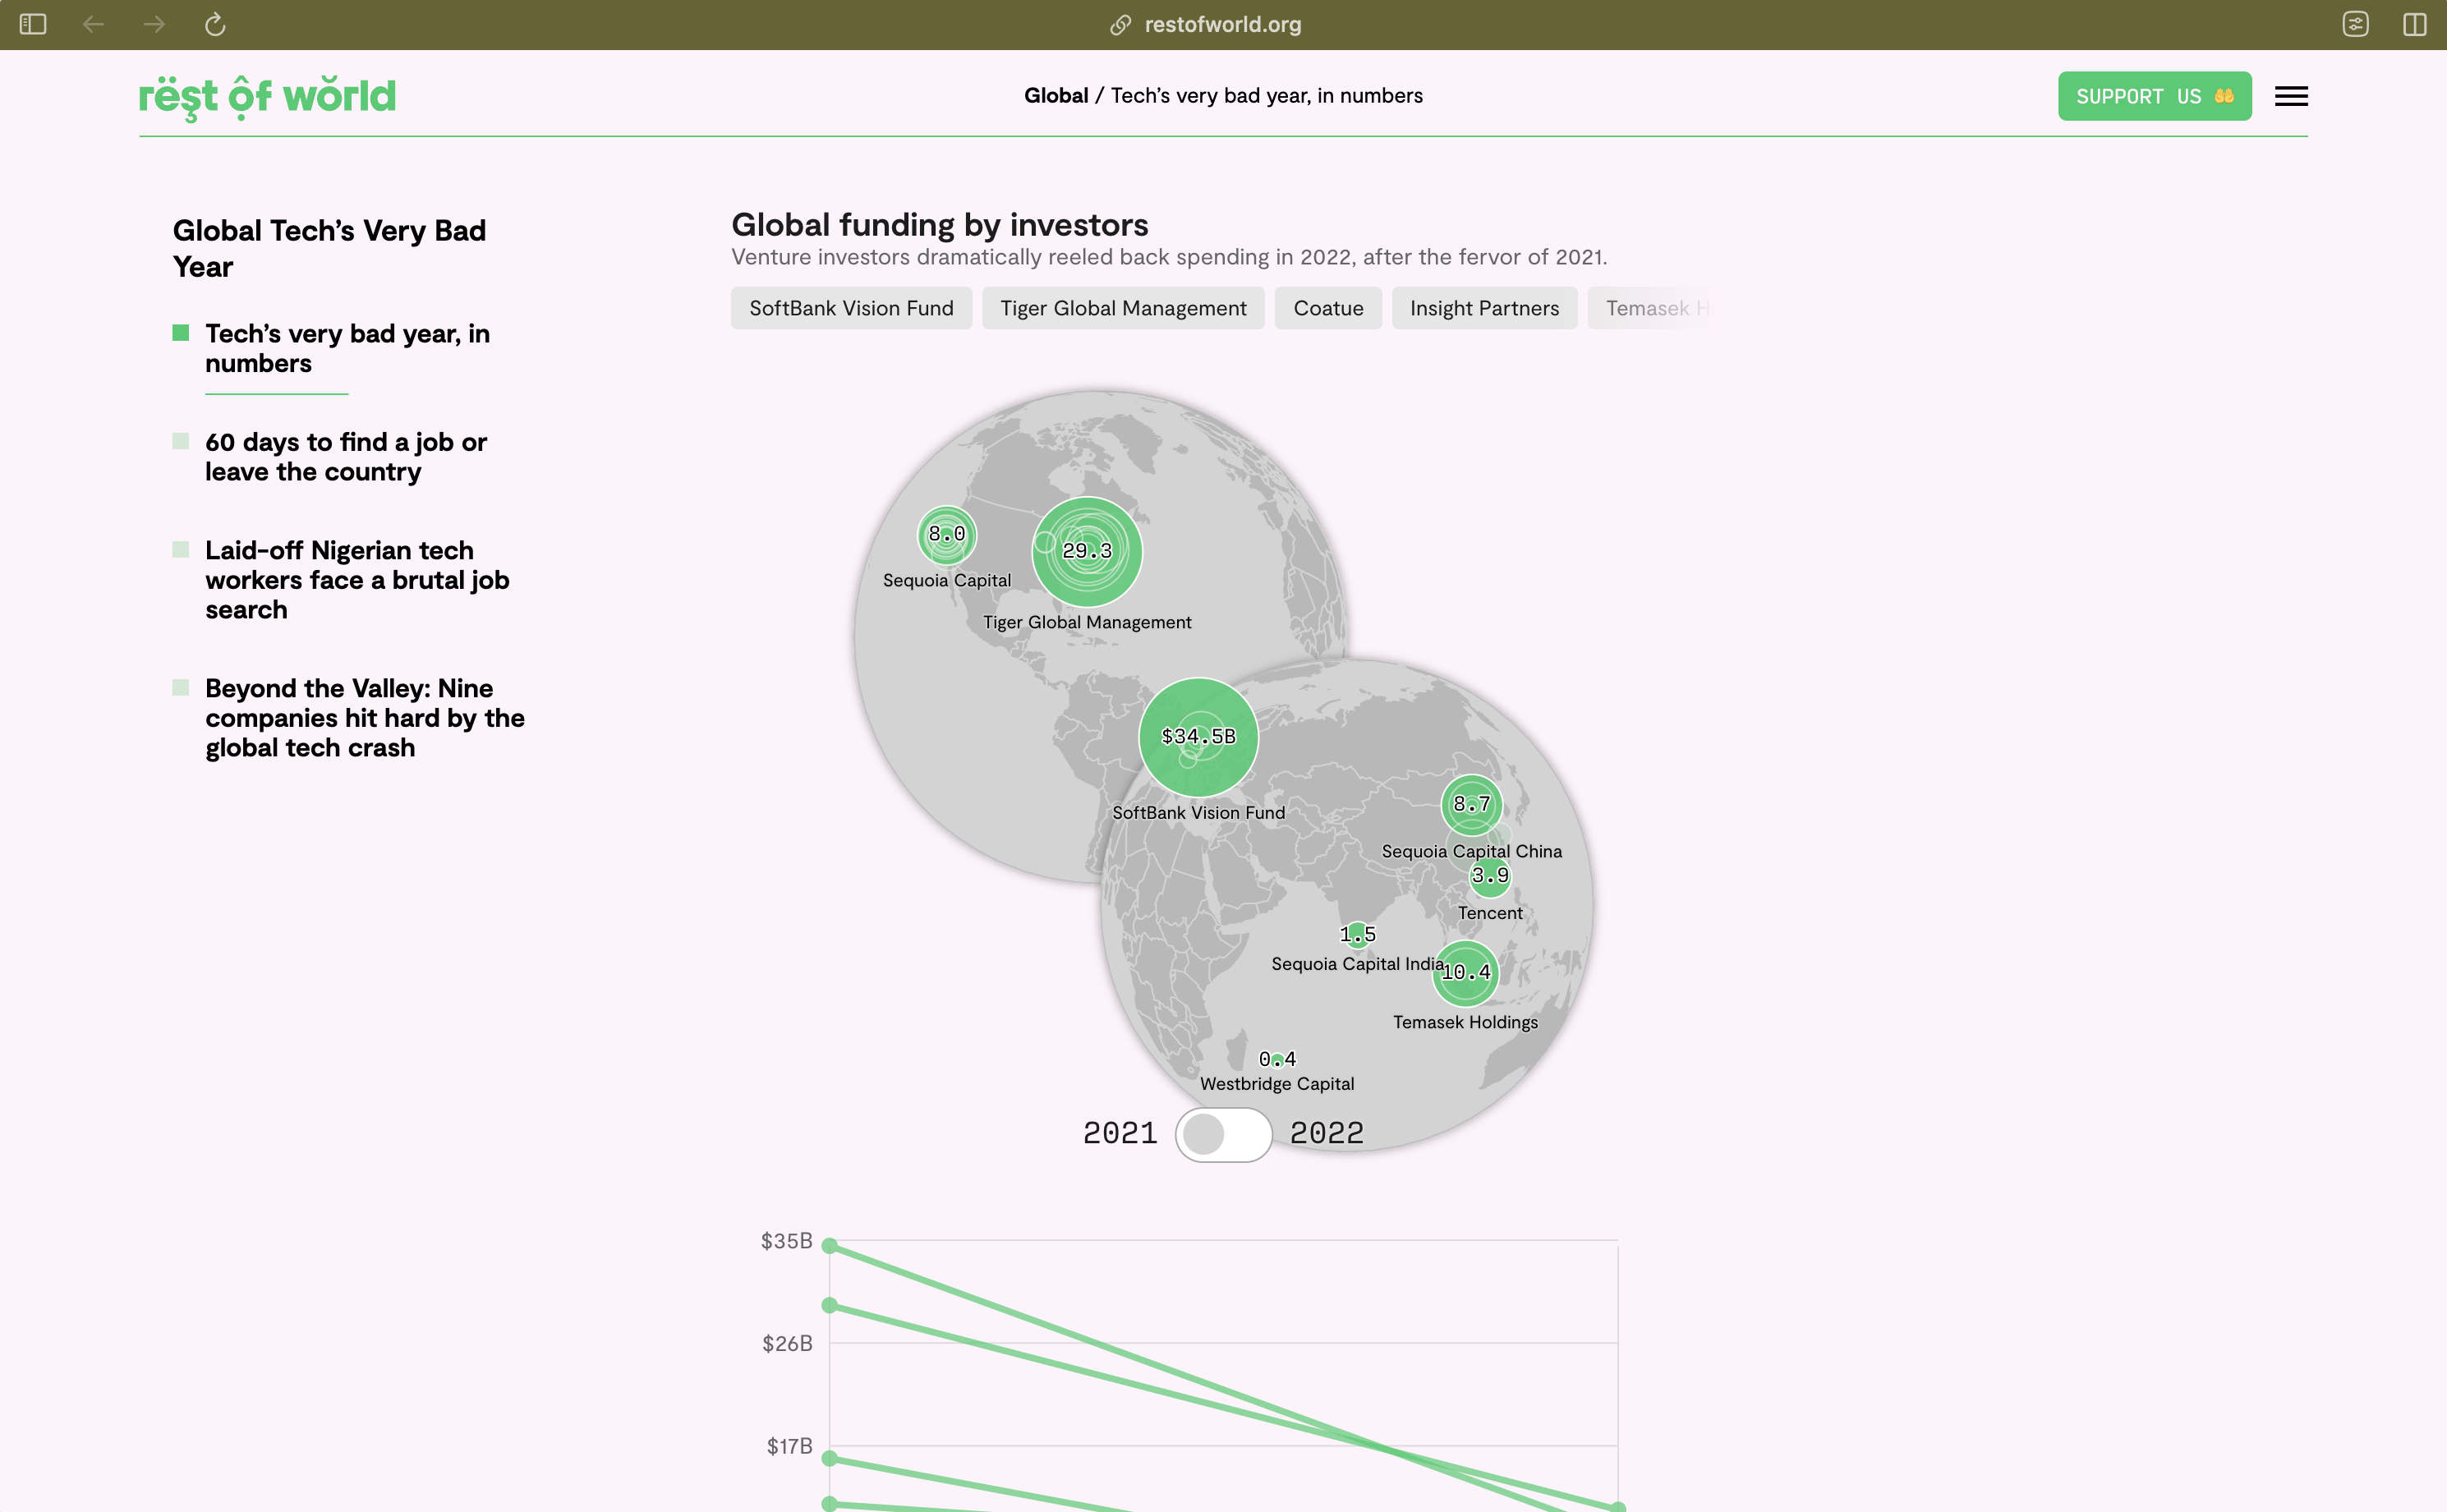 restofworld.org
rëşt ộf wŏrld
Global / Tech’s very bad year, in numbers
SUPPORT US
Global Tech’s Very Bad
Year
Tech’s very bad year, in
numbers
60 days to find a job or
leave the country
Laid-off Nigerian tech
workers face a brutal job
search
Beyond the Valley: Nine
companies hit hard by the
global tech crash
Global funding by investors
Venture investors dramatically reeled back spending in 2022, after the fervor of 2021.
SoftBank Vision Fund
Tiger Global Management
Coatue
Insight Partners
Temasek H
8.0
Sequoia Capital
29.3
Tiger Global Management
$34.5B
SoftBank Vision Fund
8.7
Sequoia Capital China
3.9
Tencent
1.5
Sequoia Capital India
10.4
Temasek Holdings
0.4
Westbridge Capital
2021
2022
$35B
$26B
$17B